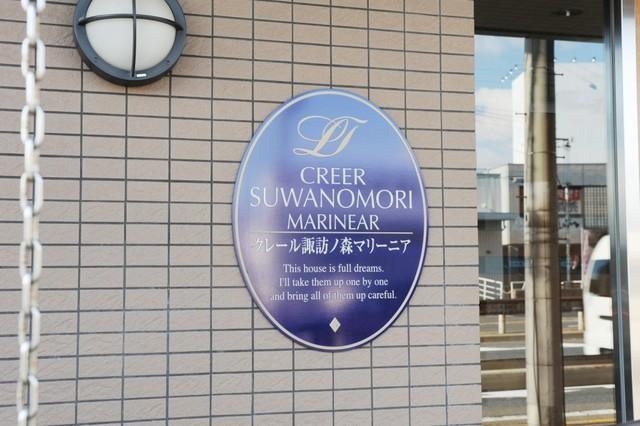 CREER
SUWANOMORI
MARINEAR
クレール諏訪ノ森マリーニア
This house is full dreams.
I'll take them up one by one
and bring all of them up careful.